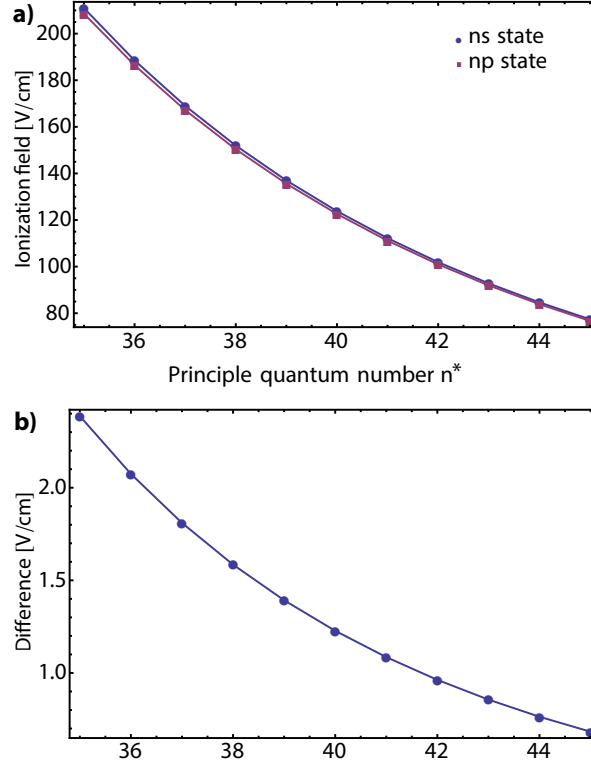 a)
200
180
160
140
120
100
80
Ionization field [V/cm]
ns state
np state
36 38 40 42 44
Principle quantum number n*
b)
2.0
1.5
1.0
Difference [V/cm]
36 38 40 42 44